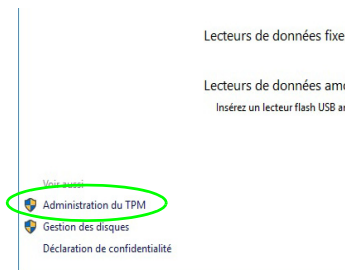 Lecteurs de données fixe
Lecteurs de données am
Insérez un lecteur flash USB a
Voir aussi
Administration du TPM
Gestion des disques
Déclaration de confidentialité